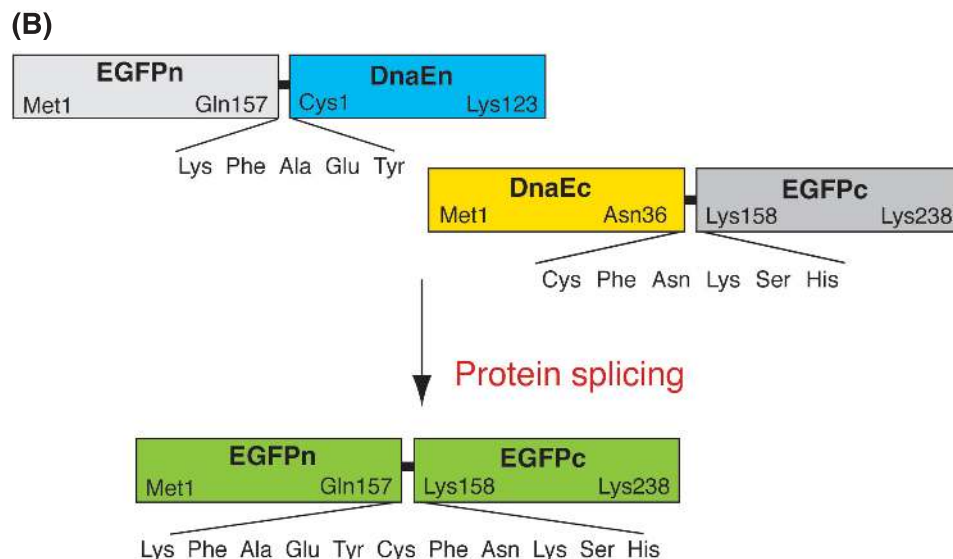 (B)
EGFPn DnaEn
Met1 Gln157 Cys1 Lys123
Lys Phe Ala Glu Tyr
DnaEc EGFPc
Met1 Asn36 Lys158 Lys238
Cys Phe Asn Lys Ser His
Protein splicing
EGFPn EGFPc
Met1 Gln157 Lys158 Lys238
Lys Phe Ala Glu Tyr Cys Phe Asn Lys Ser His